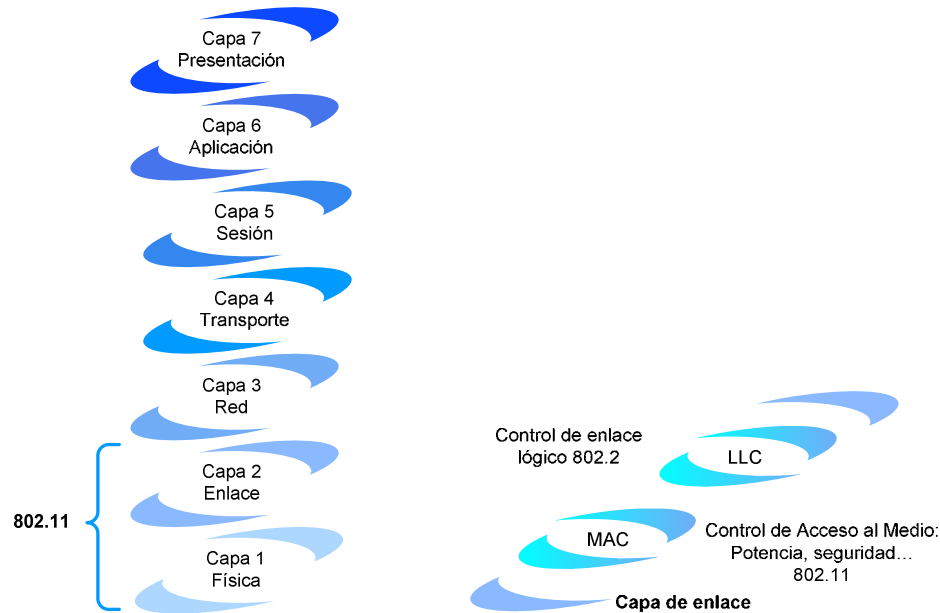 Capa 7
Presentación
Capa 6
Aplicación
Capa 5
Sesión
Capa 4
Transporte
Capa 3
Red
Capa 2
Enlace
802.11
Capa 1
Física
Control de enlace
lógico 802.2
LLC
MAC
Control de Acceso al Medio:
Potencia, seguridad...
802.11
Capa de enlace